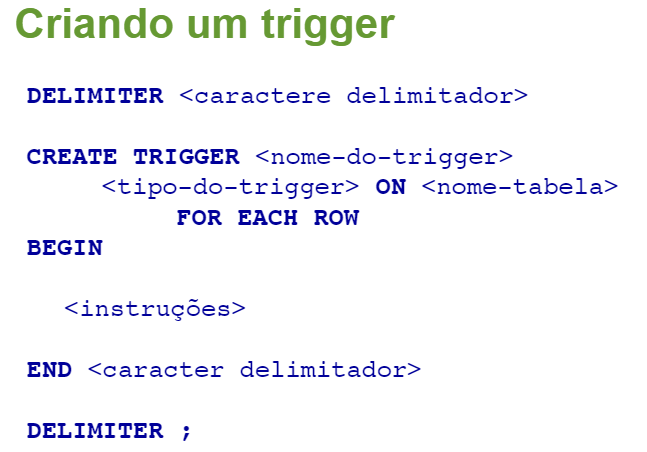 Criando um trigger
DELIMITER <caractere delimitador>
CREATE TRIGGER <nome-do-trigger>
<tipo-do-trigger> ON <nome-tabela>
FOR EACH ROW
BEGIN
<instruções>
END <caracter delimitador>
DELIMITER ;